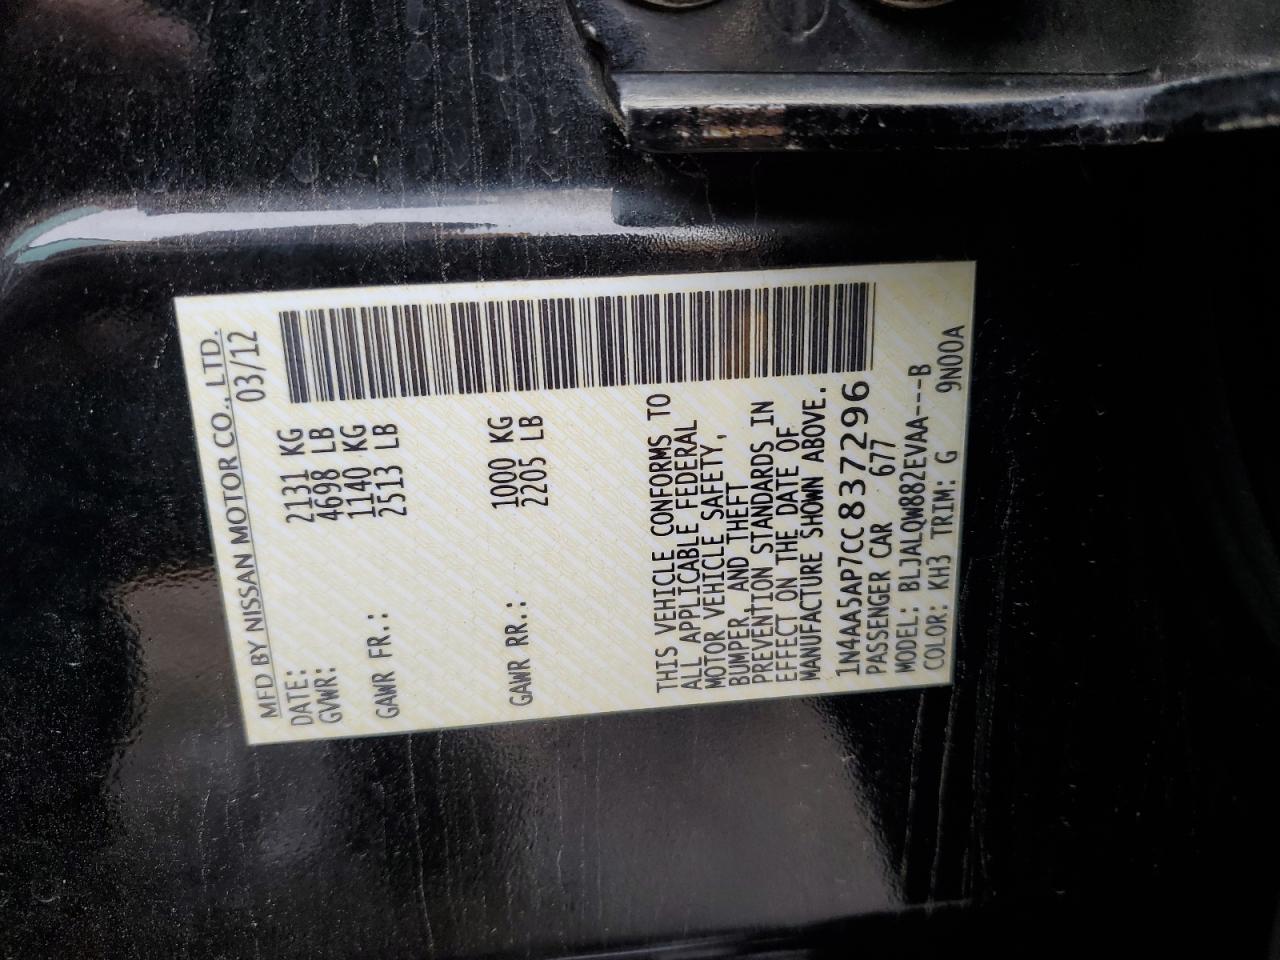 MFD BY NISSAN MOTOR CO., LTD.
DATE: 03/12
GVWR: 2131 KG
4698 LB
GAWR FR.: 1140 KG
2513 LB
GAWR RR.: 1000 KG
2205 LB
THIS VEHICLE CONFORMS TO
ALL APPLICABLE FEDERAL
MOTOR VEHICLE SAFETY,
BUMPER, AND THEFT
PREVENTION STANDARDS IN
EFFECT ON THE DATE OF
MANUFACTURE SHOWN ABOVE.
1N4AA5AP7CC837296
PASSENGER CAR 677
MODEL: BLJALQW882EVAA---B
COLOR: KH3 TRIM: G 9N00A